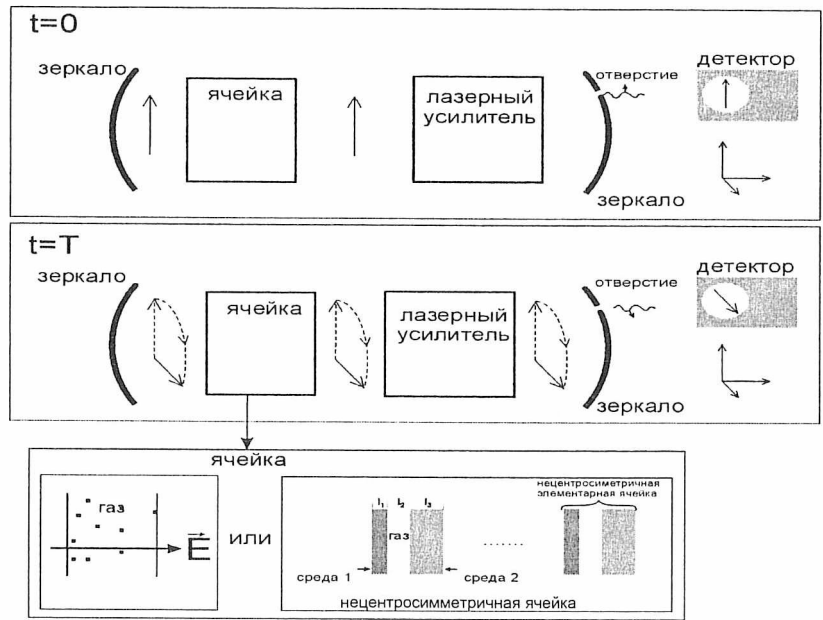 t=0
зеркало
ячейка
лазерный
усилитель
отверстие
детектор
зеркало
t=T
зеркало
ячейка
лазерный
усилитель
отверстие
детектор
зеркало
ячейка
газ
E
или
l₁ l₂ l₃
газ
нецентросиметричная
элементарная ячейка
среда 1
среда 2
нецентросимметричная ячейка